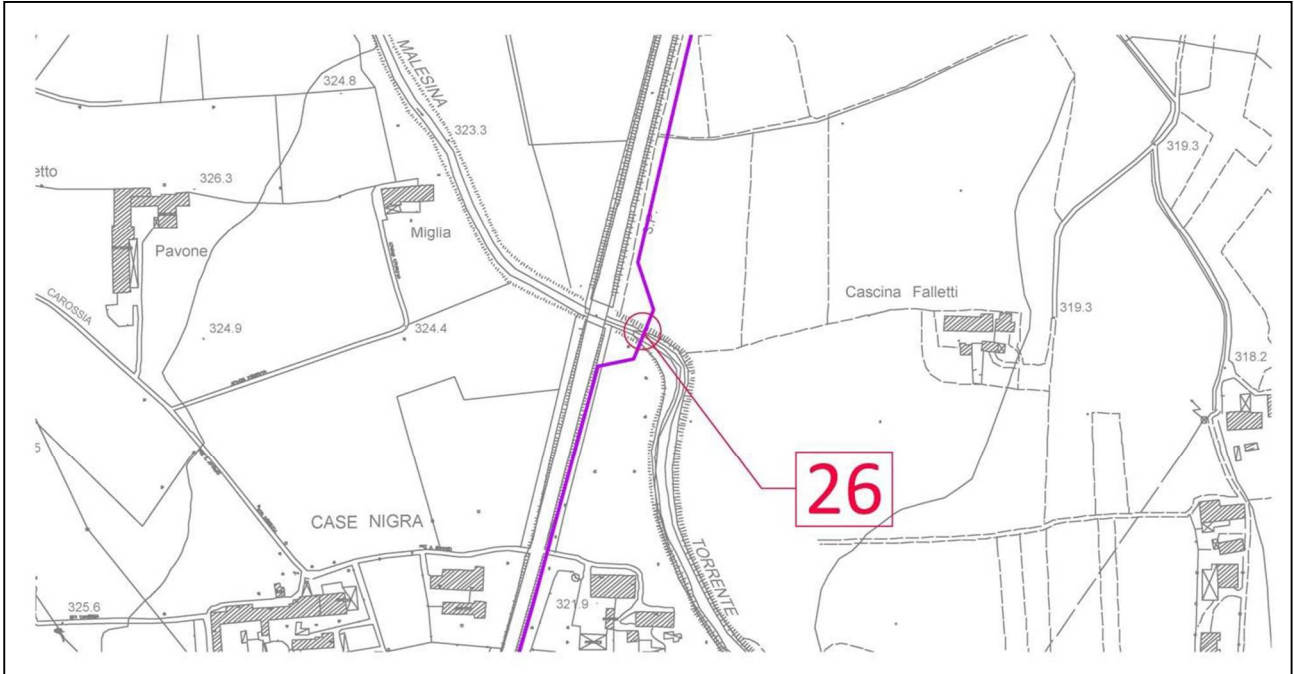 MALESINA
324.8
323.3
319.3
etto
326.3
Miglia
Pavone
CAROSSIA
Cascina Falletti
319.3
324.9
324.4
318.2
5
26
CASE NIGRA
TORRENTE
325.6
321.9